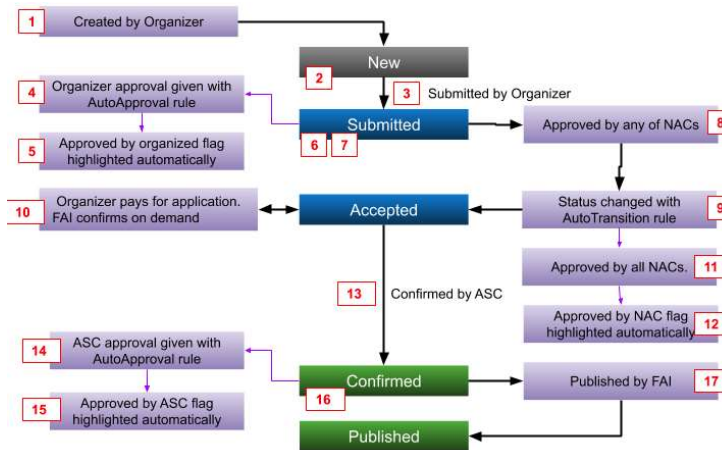 1 Created by Organizer
New
2
3 Submitted by Organizer
4 Organizer approval given with
AutoApproval rule
Submitted
6 7
Approved by any of NACs 8
5 Approved by organized flag
highlighted automatically
10 Organizer pays for application.
FAI confirms on demand
Accepted
Status changed with
AutoTransition rule 9
Approved by all NACs. 11
13 Confirmed by ASC
Approved by NAC flag
highlighted automatically 12
14 ASC approval given with
AutoApproval rule
Confirmed
16
Published by FAI 17
15 Approved by ASC flag
highlighted automatically
Published